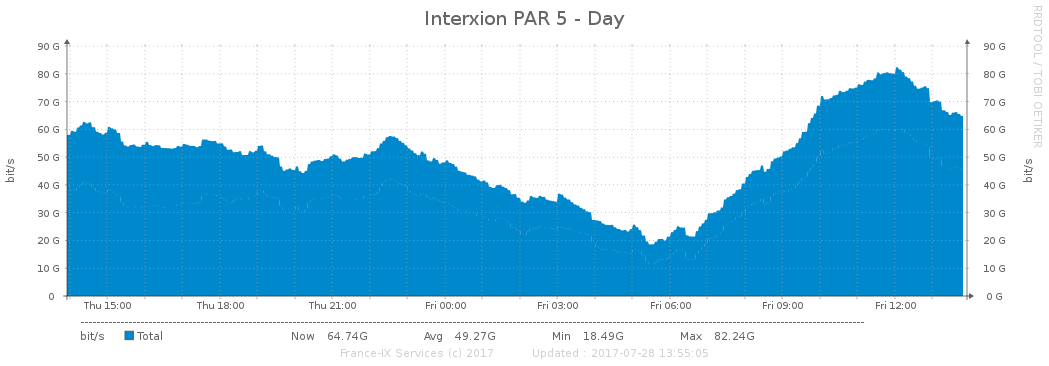 Interxion PAR 5 - Day
RRDTOOL / TOBI OETIKER
bit/s
90 G
80 G
70 G
60 G
50 G
40 G
30 G
20 G
10 G
0
90 G
80 G
70 G
60 G
50 G
40 G
30 G
20 G
10 G
0 G
bit/s
Thu 15:00 Thu 18:00 Thu 21:00 Fri 00:00 Fri 03:00 Fri 06:00 Fri 09:00 Fri 12:00
bit/s Total Now 64.74G Avg 49.27G Min 18.49G Max 82.24G
France-IX Services (c) 2017 Updated : 2017-07-28 13:55:05